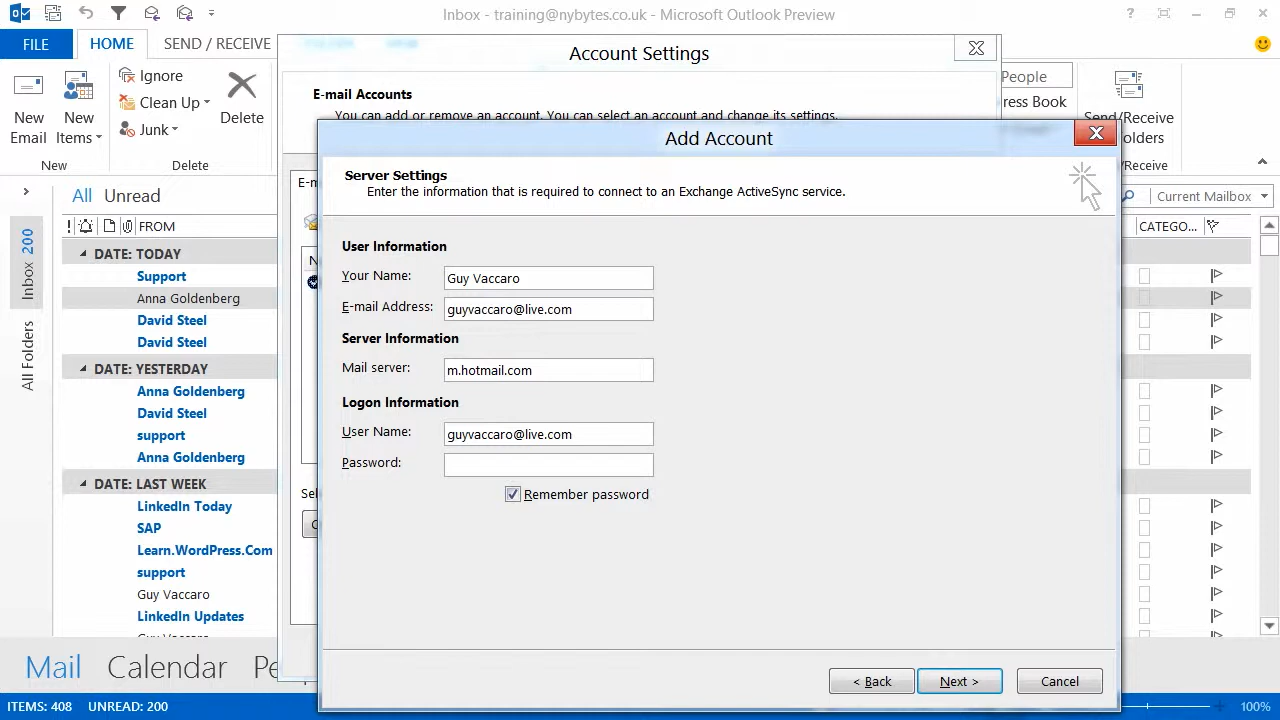 Inbox - training@nybytes.co.uk - Microsoft Outlook Preview
?
FILE
HOME
SEND / RECEIVE
Account Settings
E-mail Accounts
You can add or remove an account. You can select an account and change its settings.
New
Email
New
Items
New
Ignore
Clean Up
Junk
Delete
Delete
People
ress Book
Send/Receive
olders
/Receive
Add Account
Server Settings
Enter the information that is required to connect to an Exchange ActiveSync service.
User Information
Your Name:
Guy Vaccaro
E-mail Address:
guyvaccaro@live.com
Server Information
Mail server:
m.hotmail.com
Logon Information
User Name:
guyvaccaro@live.com
Password:
Remember password
< Back
Next >
Cancel
All Unread
Current Mailbox
! FROM
CATEGO...
Inbox 200
All Folders
DATE: TODAY
Support
Anna Goldenberg
David Steel
David Steel
DATE: YESTERDAY
Anna Goldenberg
David Steel
support
Anna Goldenberg
DATE: LAST WEEK
LinkedIn Today
SAP
Learn.WordPress.Com
support
Guy Vaccaro
LinkedIn Updates
E-m
N
Sel
C
Mail Calendar Pe
ITEMS: 408 UNREAD: 200
100%